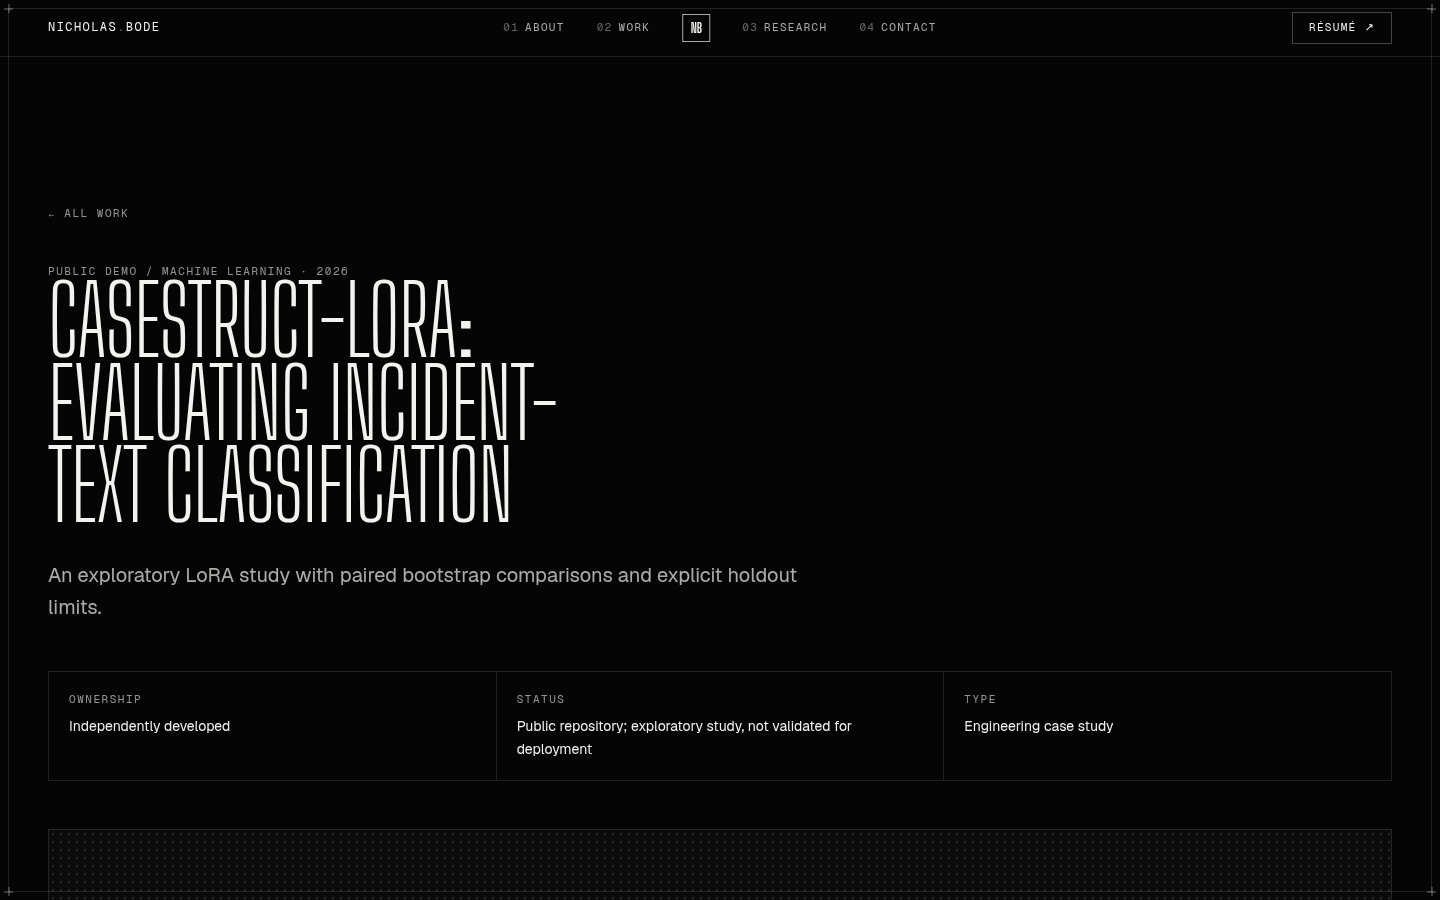 NICHOLAS.BODE
01 ABOUT
02 WORK
NB
03 RESEARCH
04 CONTACT
RÉSUMÉ ↗
← ALL WORK
PUBLIC DEMO / MACHINE LEARNING · 2026
CASESTRUCT-LORA:
EVALUATING INCIDENT-
TEXT CLASSIFICATION
An exploratory LoRA study with paired bootstrap comparisons and explicit holdout
limits.
OWNERSHIP
Independently developed
STATUS
Public repository; exploratory study, not validated for
deployment
TYPE
Engineering case study